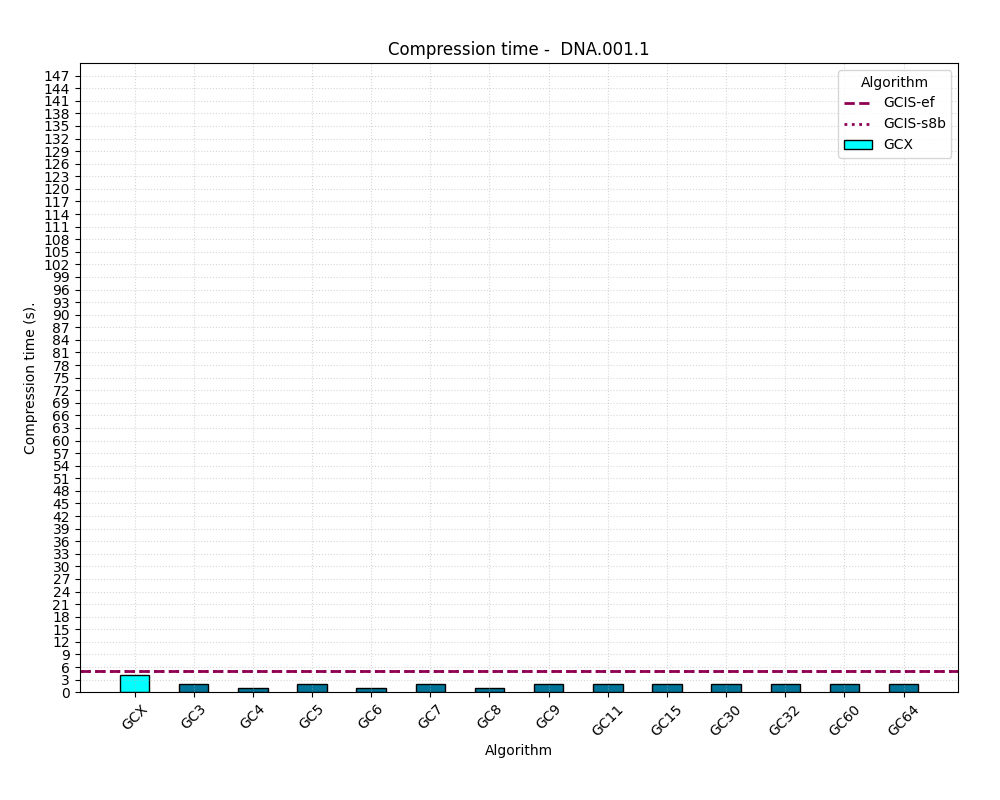 Compression time -  DNA.001.1
Algorithm
GCIS-ef
GCIS-s8b
GCX
147
144
141
138
135
132
129
126
123
120
117
114
111
108
105
102
99
96
93
90
87
84
81
78
75
72
69
66
63
60
57
54
51
48
45
42
39
36
33
30
27
24
21
18
15
12
9
6
3
0
Compression time (s).
GCX
GC3
GC4
GC5
GC6
GC7
GC8
GC9
GC11
GC15
GC30
GC32
GC60
GC64
Algorithm